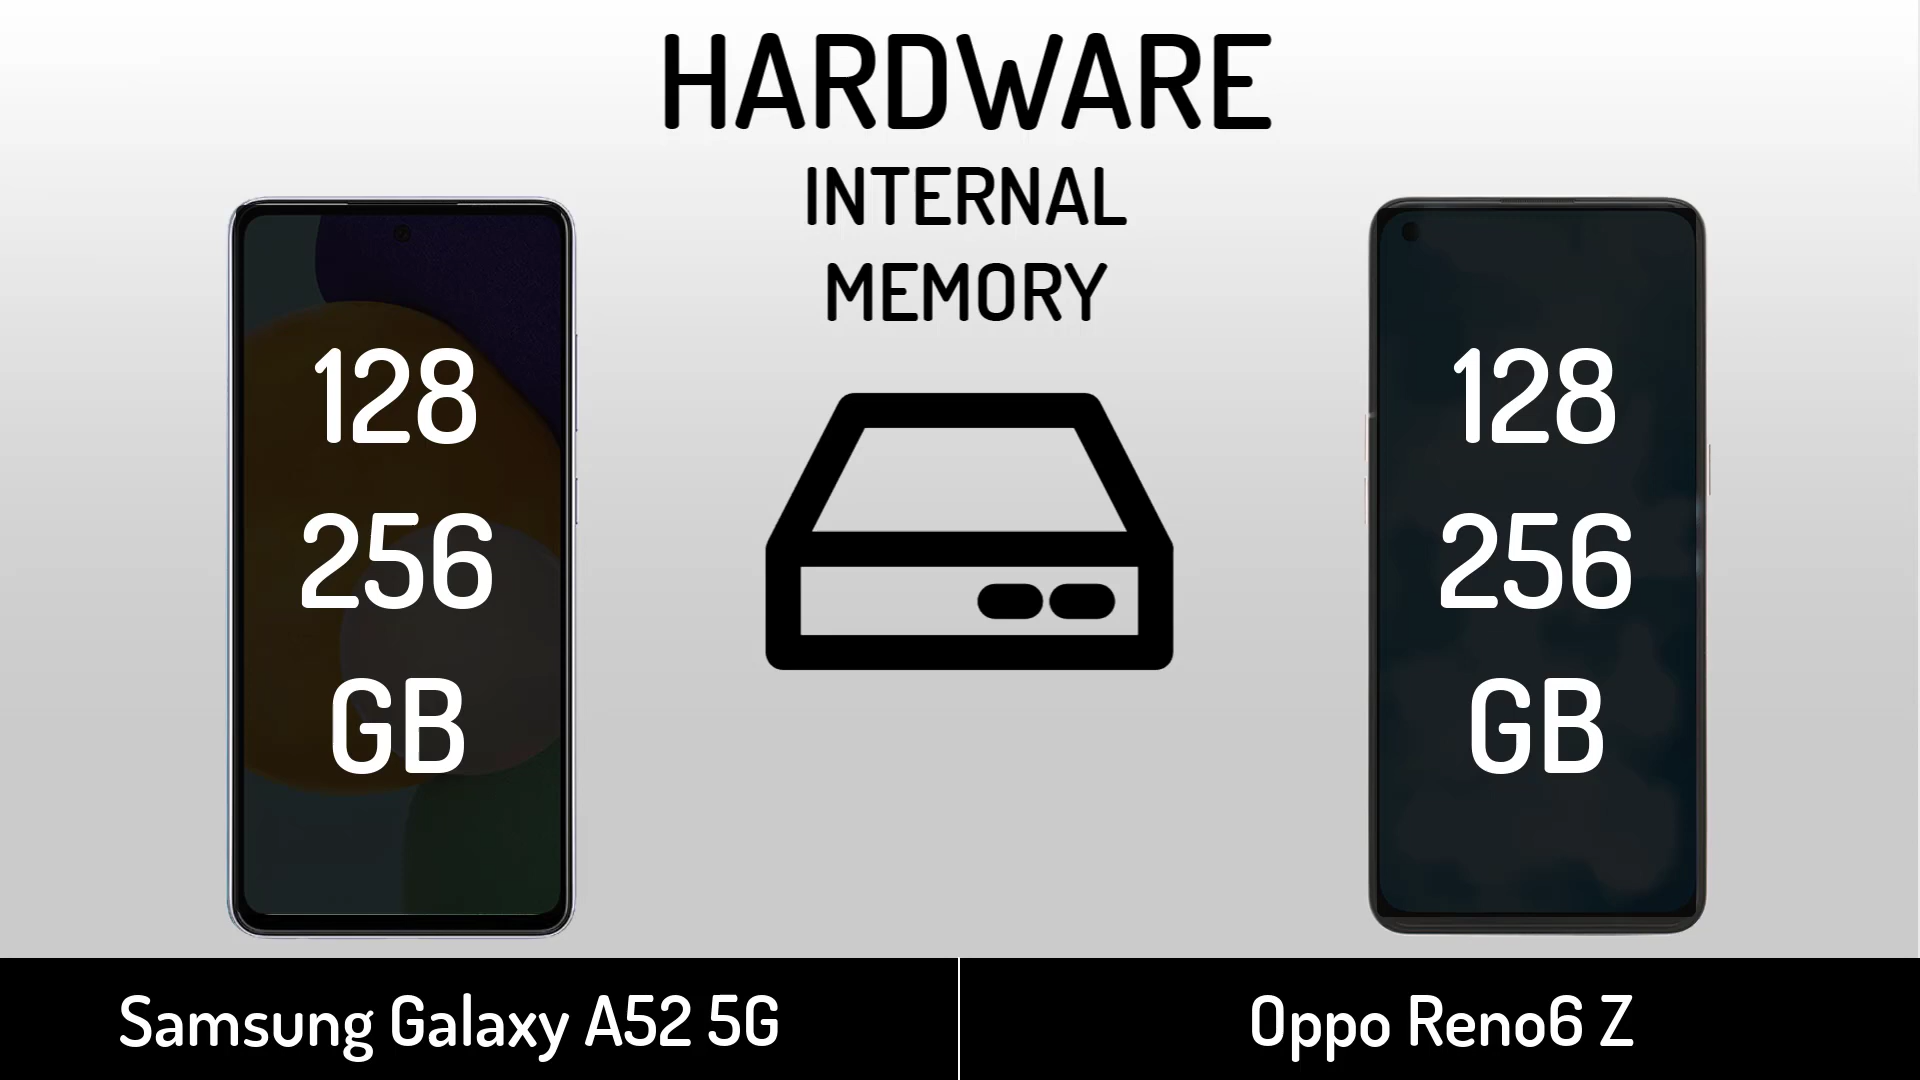 HARDWARE
INTERNAL
MEMORY
128
256
GB
128
256
GB
Samsung Galaxy A52 5G
Oppo Reno6 Z